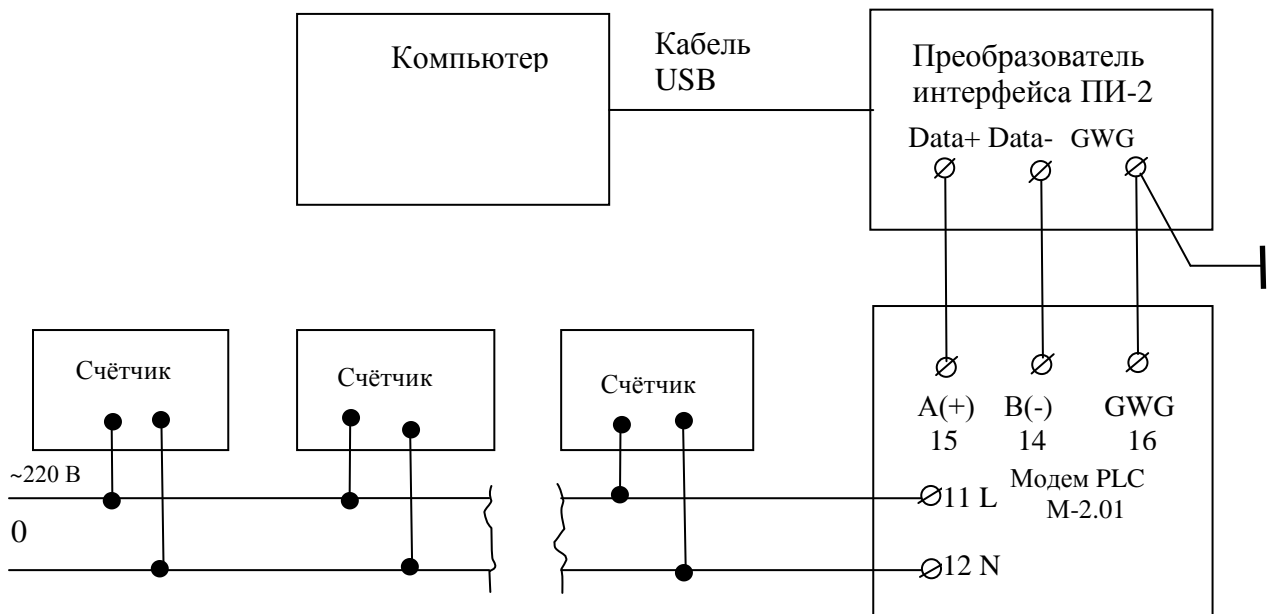 Компьютер
Кабель
USB
Преобразователь
интерфейса ПИ-2
Data+ Data- GWG
Счётчик
Счётчик
Счётчик
A(+) B(-) GWG
15 14 16
Модем PLC
М-2.01
~220 В
11 L
0
12 N